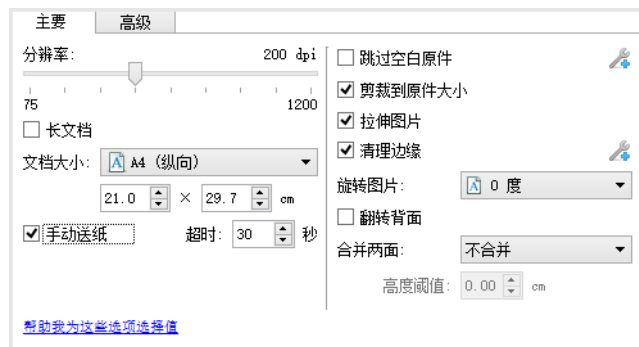 主要
高级
分辨率: 200 dpi
75 1200
长文档
文档大小: A4 (纵向)
21.0 × 29.7 cm
手动送纸 超时: 30 秒
帮助我为这些选项选择值
跳过空白原件
剪裁到原件大小
拉伸图片
清理边缘
旋转图片: 0 度
翻转背面
合并两面: 不合并
高度阈值: 0.00 cm